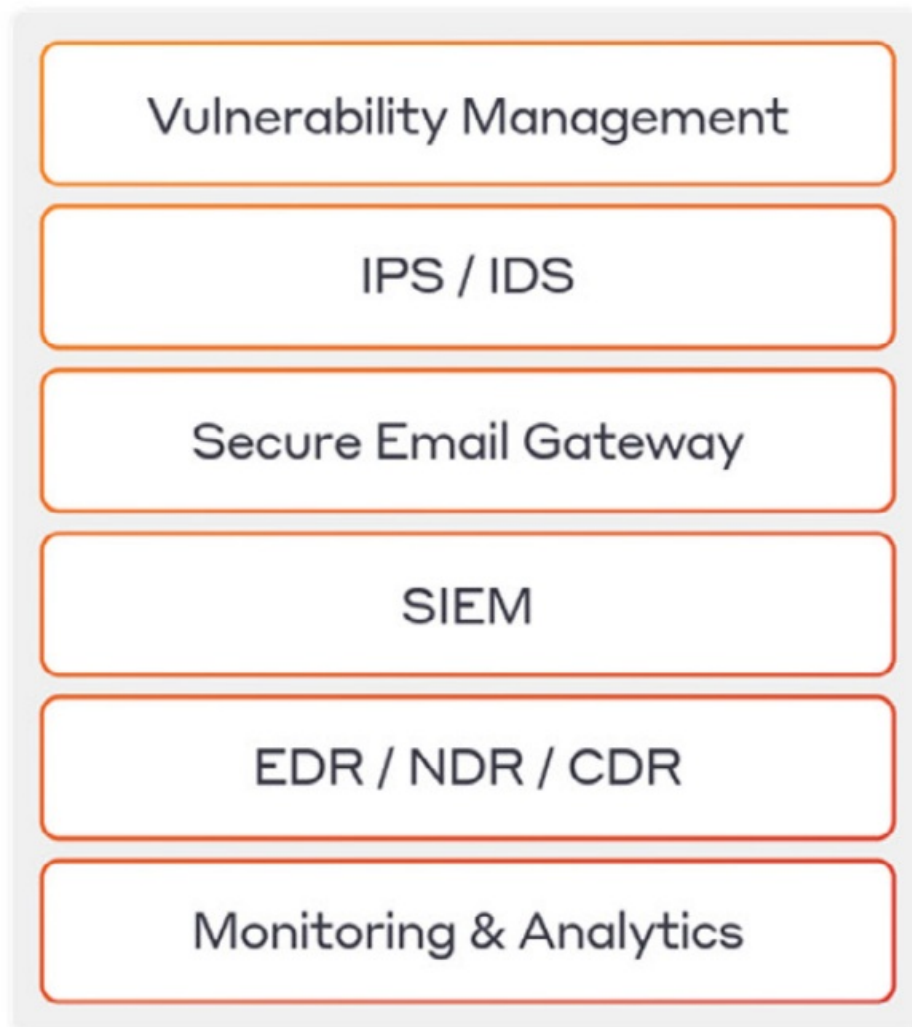 Vulnerability Management
IPS / IDS
Secure Email Gateway
SIEM
EDR / NDR / CDR
Monitoring & Analytics